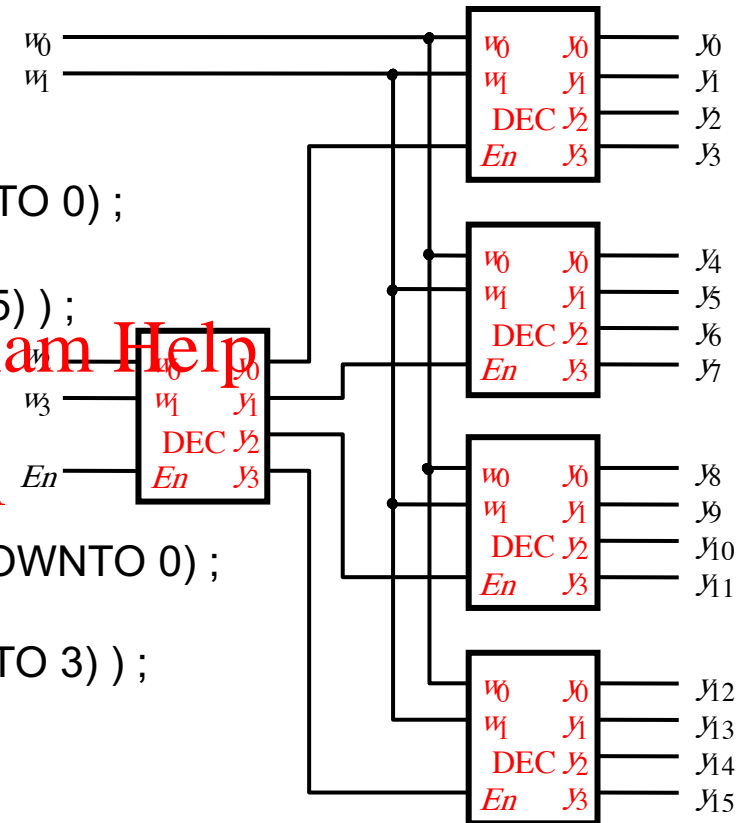 w0 w0 y0 y0
w1 w1 y1 y1
DEC y2 y2
En y3 y3
TO 0) ;
w0 y0 y4
w1 y1 y5
5) ) ;
DEC y2 y6
am Help
En y3 y7
w0 y0
w3 w1 y1
DEC y2
En En y3
w0 y0 y8
w1 y1 y9
DEC y2 y10
OWNTO 0) ;
En y3 y11
TO 3) ) ;
w0 y0 y12
w1 y1 y13
DEC y2 y14
En y3 y15